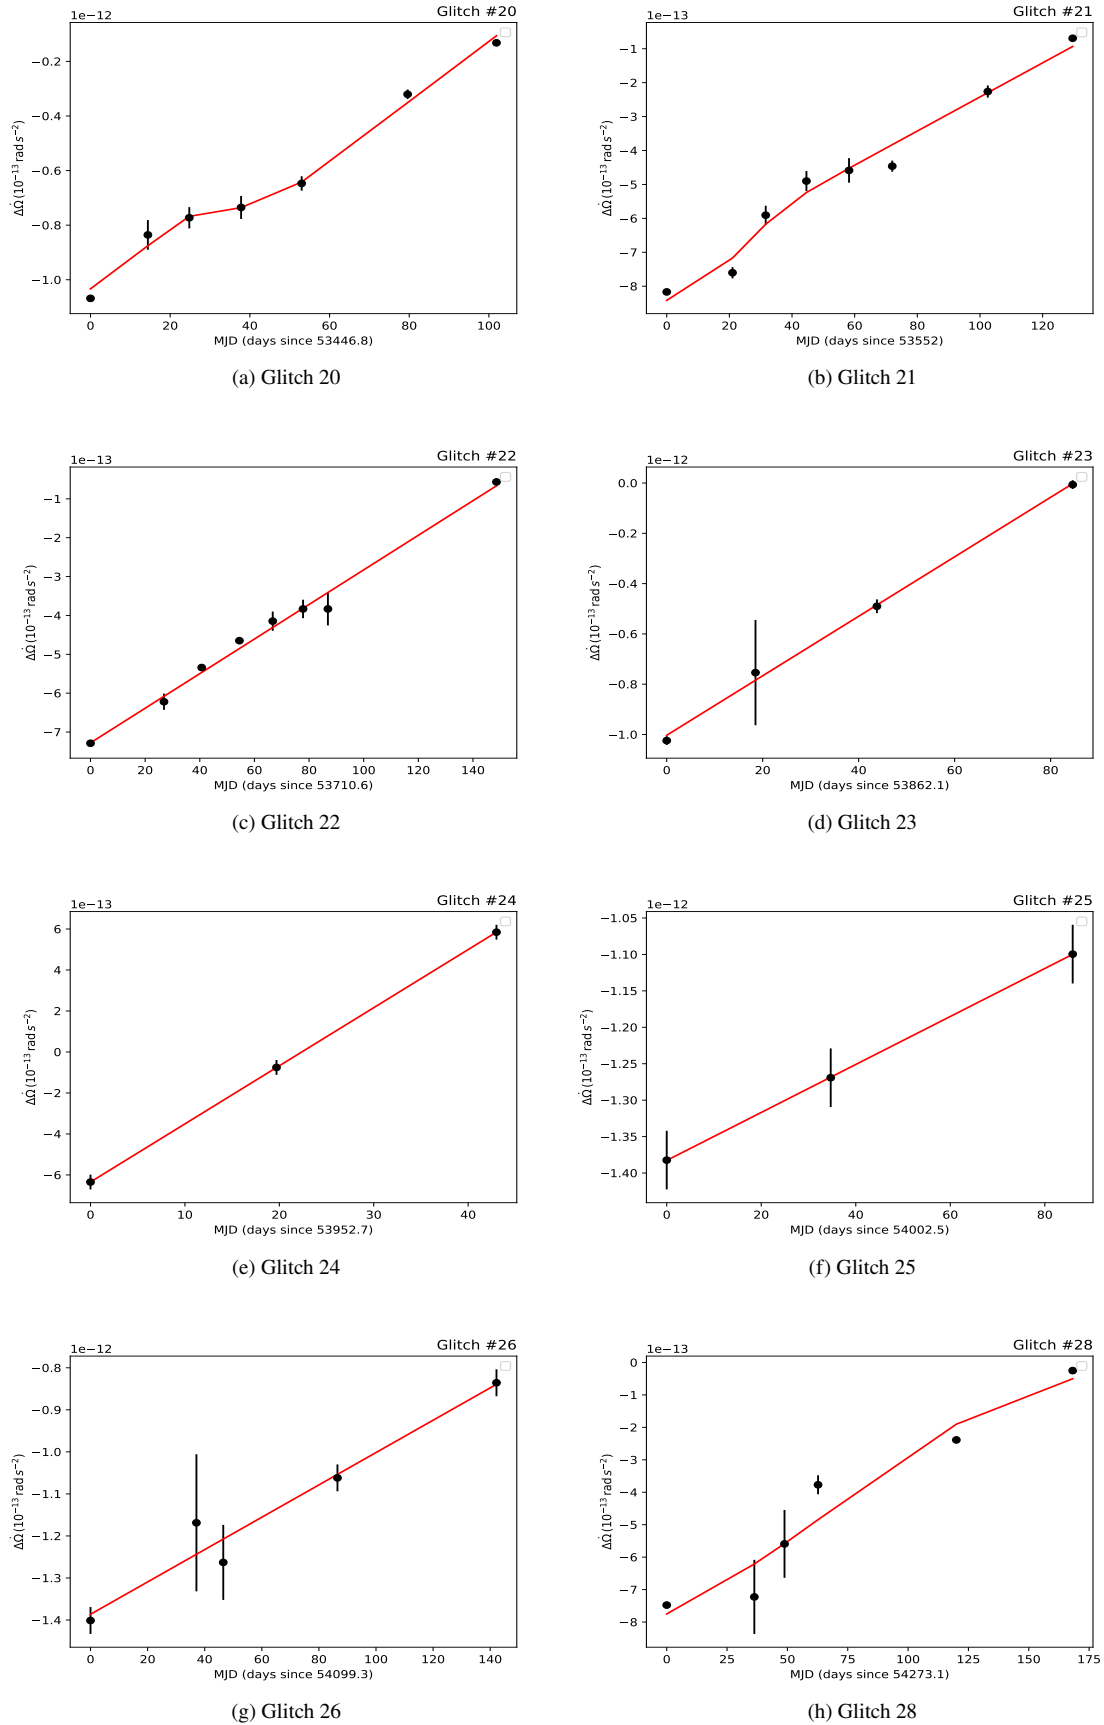 1e−12
Glitch #20
−0.2
−0.4
−0.6
−0.8
−1.0
ΔΩ̇ (10⁻¹³ rad s⁻²)
0 20 40 60 80 100
MJD (days since 53446.8)
(a) Glitch 20
1e−13
Glitch #21
−1
−2
−3
−4
−5
−6
−7
−8
ΔΩ̇ (10⁻¹³ rad s⁻²)
0 20 40 60 80 100 120
MJD (days since 53552)
(b) Glitch 21
1e−13
Glitch #22
−1
−2
−3
−4
−5
−6
−7
ΔΩ̇ (10⁻¹³ rad s⁻²)
0 20 40 60 80 100 120 140
MJD (days since 53710.6)
(c) Glitch 22
1e−12
Glitch #23
0.0
−0.2
−0.4
−0.6
−0.8
−1.0
ΔΩ̇ (10⁻¹³ rad s⁻²)
0 20 40 60 80
MJD (days since 53862.1)
(d) Glitch 23
1e−13
Glitch #24
6
4
2
0
−2
−4
−6
ΔΩ̇ (10⁻¹³ rad s⁻²)
0 10 20 30 40
MJD (days since 53952.7)
(e) Glitch 24
1e−12
Glitch #25
−1.05
−1.10
−1.15
−1.20
−1.25
−1.30
−1.35
−1.40
ΔΩ̇ (10⁻¹³ rad s⁻²)
0 20 40 60 80
MJD (days since 54002.5)
(f) Glitch 25
1e−12
Glitch #26
−0.8
−0.9
−1.0
−1.1
−1.2
−1.3
−1.4
ΔΩ̇ (10⁻¹³ rad s⁻²)
0 20 40 60 80 100 120 140
MJD (days since 54099.3)
(g) Glitch 26
1e−13
Glitch #28
0
−1
−2
−3
−4
−5
−6
−7
−8
ΔΩ̇ (10⁻¹³ rad s⁻²)
0 25 50 75 100 125 150 175
MJD (days since 54273.1)
(h) Glitch 28